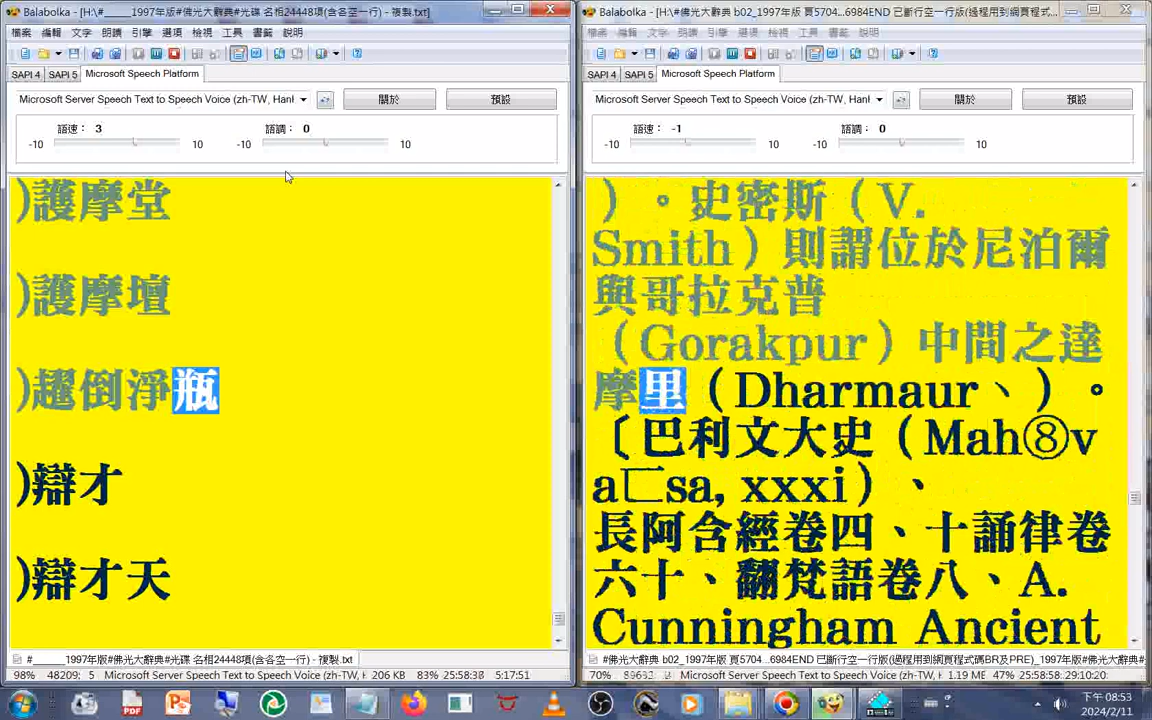 Balabolka - [H:\#_____1997年版#佛光大辭典#光碟 名相24448項(含各空一行) - 複製.txt]
檔案 編輯 文字 朗讀 引擎 選項 檢視 工具 書籤 說明
SAPI 4 SAPI 5 Microsoft Speech Platform
Microsoft Server Speech Text to Speech Voice (zh-TW, Hanl 關於 預設
語速： 3 語調： 0
-10 10 -10 10
)護摩堂
)護摩壇
)趯倒淨瓶
)辯才
)辯才天
#_____1997年版#佛光大辭典#光碟 名相24448項(含各空一行) - 複製.txt
98% 48209; 5 Microsoft Server Speech Text to Speech Voice (zh-TW, Ha 206 KB 83% 25:58:38 5:17:51
Balabolka - [H:\#佛光大辭典 b02_1997年版 頁5704...6984END 已斷行空一行版(過程用到網頁程式...
檔案 編輯 文字 朗讀 引擎 選項 檢視 工具 書籤 說明
SAPI 4 SAPI 5 Microsoft Speech Platform
Microsoft Server Speech Text to Speech Voice (zh-TW, Hanl 關於 預設
語速： -1 語調： 0
-10 10 -10 10
）。史密斯（V.
Smith）則謂位於尼泊爾
與哥拉克普
（Gorakpur）中間之達
摩里（Dharmaur、）。
〔巴利文大史（Mah⑧v
a匚sa, xxxi）、
長阿含經卷四、十誦律卷
六十、翻梵語卷八、A.
Cunningham Ancient
#佛光大辭典 b02_1997年版 頁5704...6984END 已斷行空一行版(過程用到網頁程式碼BR及PRE)_1997年版#
70% Microsoft Server Speech Text to Speech Voice (zh-TW, Ha 1.19 ME 47% 25:58:58...29:10:20
下午 08:53
2024/2/11